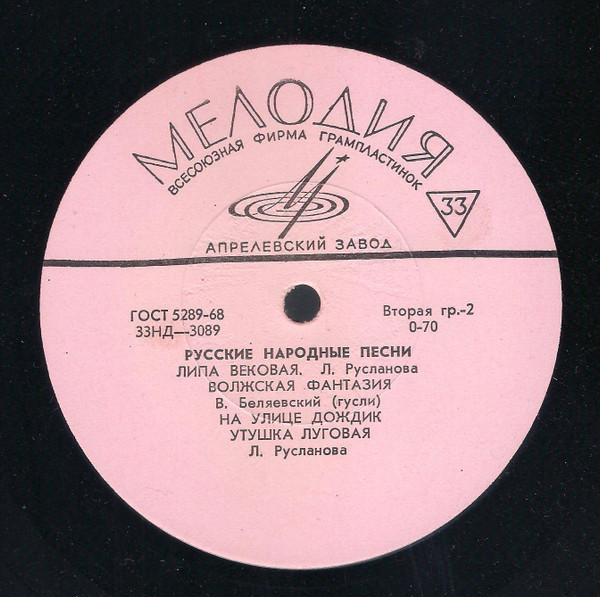 МЕЛОДИЯ
ВСЕСОЮЗНАЯ ФИРМА ГРАМПЛАСТИНОК
33
АПРЕЛЕВСКИЙ ЗАВОД
ГОСТ 5289-68
Вторая гр.-2
33НД—3089
0-70
РУССКИЕ НАРОДНЫЕ ПЕСНИ
ЛИПА ВЕКОВАЯ. Л. Русланова
ВОЛЖСКАЯ ФАНТАЗИЯ
В. Беляевский (гусли)
НА УЛИЦЕ ДОЖДИК
УТУШКА ЛУГОВАЯ
Л. Русланова